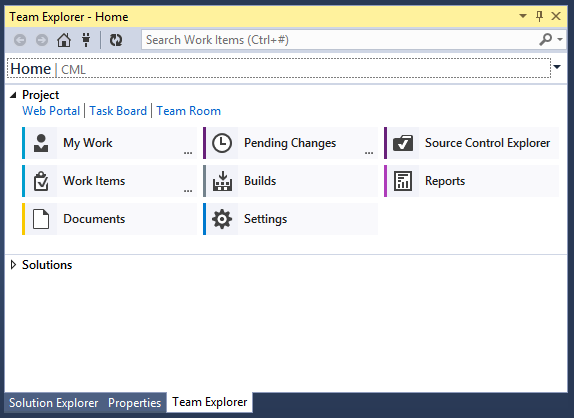 Team Explorer - Home
Search Work Items (Ctrl+#)
Home | CML
Project
Web Portal | Task Board | Team Room
My Work ...
Pending Changes ...
Source Control Explorer
Work Items ...
Builds
Reports
Documents
Settings
Solutions
Solution Explorer Properties Team Explorer